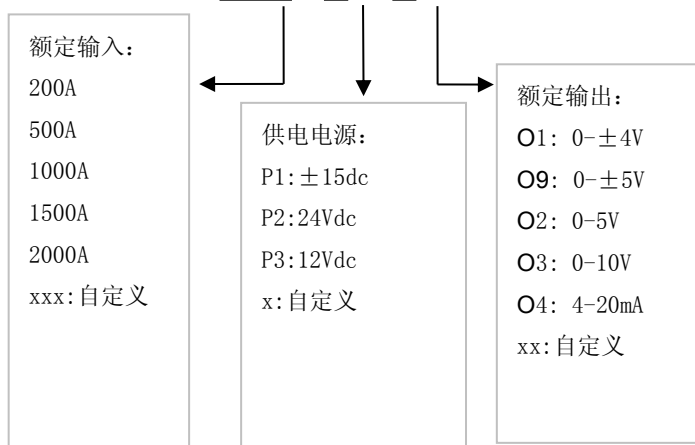 额定输入：
200A
500A
1000A
1500A
2000A
xxx:自定义
供电电源：
P1:±15dc
P2:24Vdc
P3:12Vdc
x:自定义
额定输出：
O1: 0-±4V
O9: 0-±5V
O2: 0-5V
O3: 0-10V
O4: 4-20mA
xx:自定义